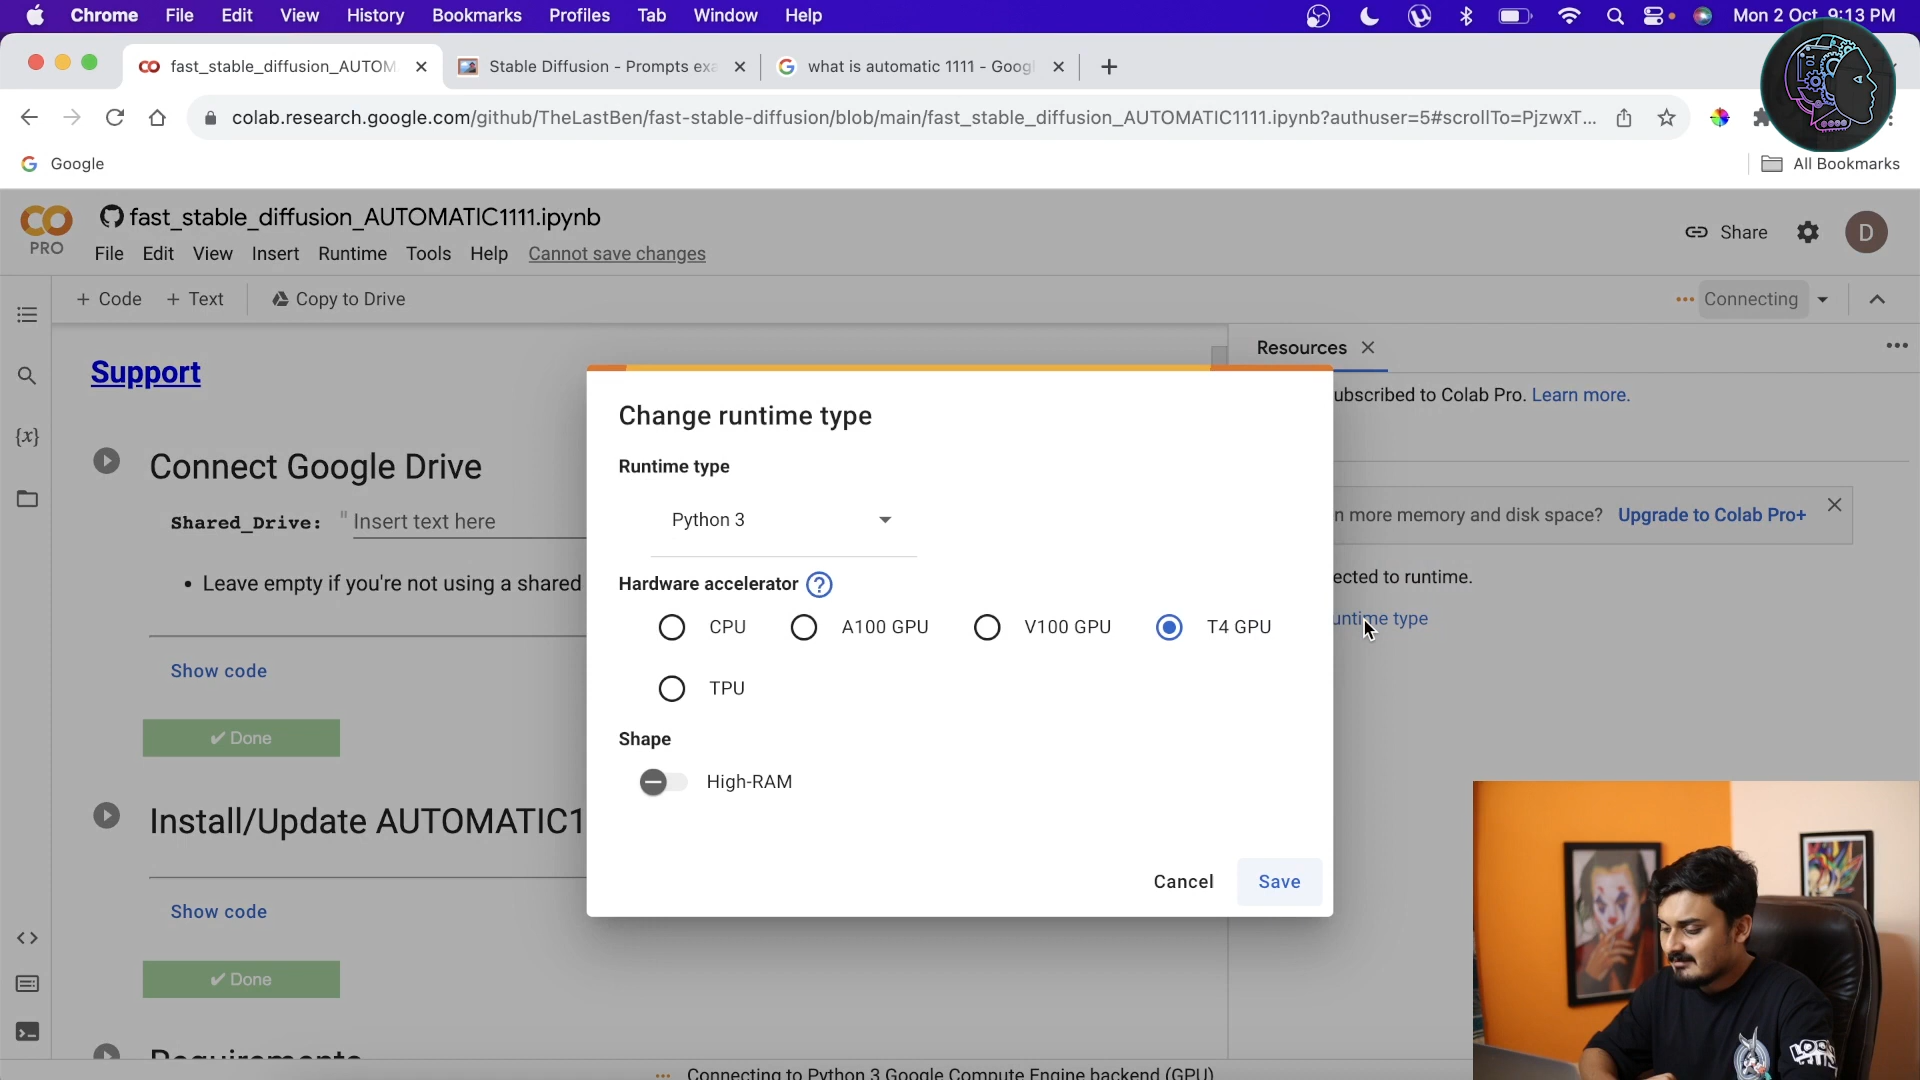 Chrome File Edit View History Bookmarks Profiles Tab Window Help
Mon 2 Oct 9:13 PM
fast_stable_diffusion_AUTOM
Stable Diffusion - Prompts exa
what is automatic 1111 - Goog
colab.research.google.com/github/TheLastBen/fast-stable-diffusion/blob/main/fast_stable_diffusion_AUTOMATIC1111.ipynb?authuser=5#scrollTo=PjzwxT...
Google
All Bookmarks
fast_stable_diffusion_AUTOMATIC1111.ipynb
PRO
File Edit View Insert Runtime Tools Help Cannot save changes
Share
D
+ Code + Text Copy to Drive
Connecting
Resources
Support
ubscribed to Colab Pro. Learn more.
Change runtime type
Connect Google Drive
Runtime type
n more memory and disk space? Upgrade to Colab Pro+
Shared_Drive: " Insert text here
Python 3
• Leave empty if you're not using a shared
Hardware accelerator ?
ected to runtime.
untime type
CPU A100 GPU V100 GPU T4 GPU
TPU
Show code
✔ Done
Shape
High-RAM
Install/Update AUTOMATIC1
Cancel Save
Show code
✔ Done
Requirements
Connecting to Python 3 Google Compute Engine backend (GPU)